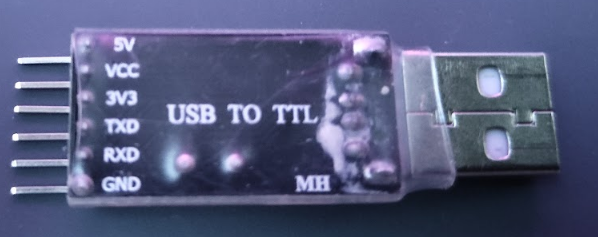 5V
VCC
3V3
TXD
RXD
GND
USB TO TTL
MH